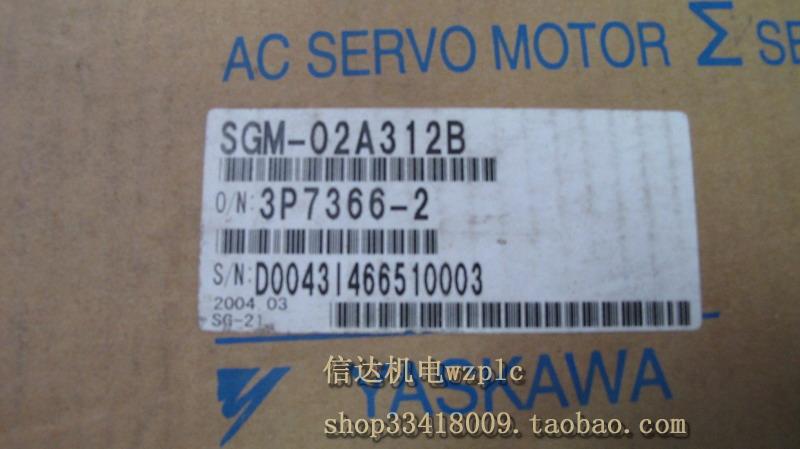 AC SERVO MOTOR Σ SE
SGM-02A312B
O/N: 3P7366-2
S/N: D00431466510003
2004 03
SG-21
YASKAWA
信达机电wzplc
shop33418009.taobao.com